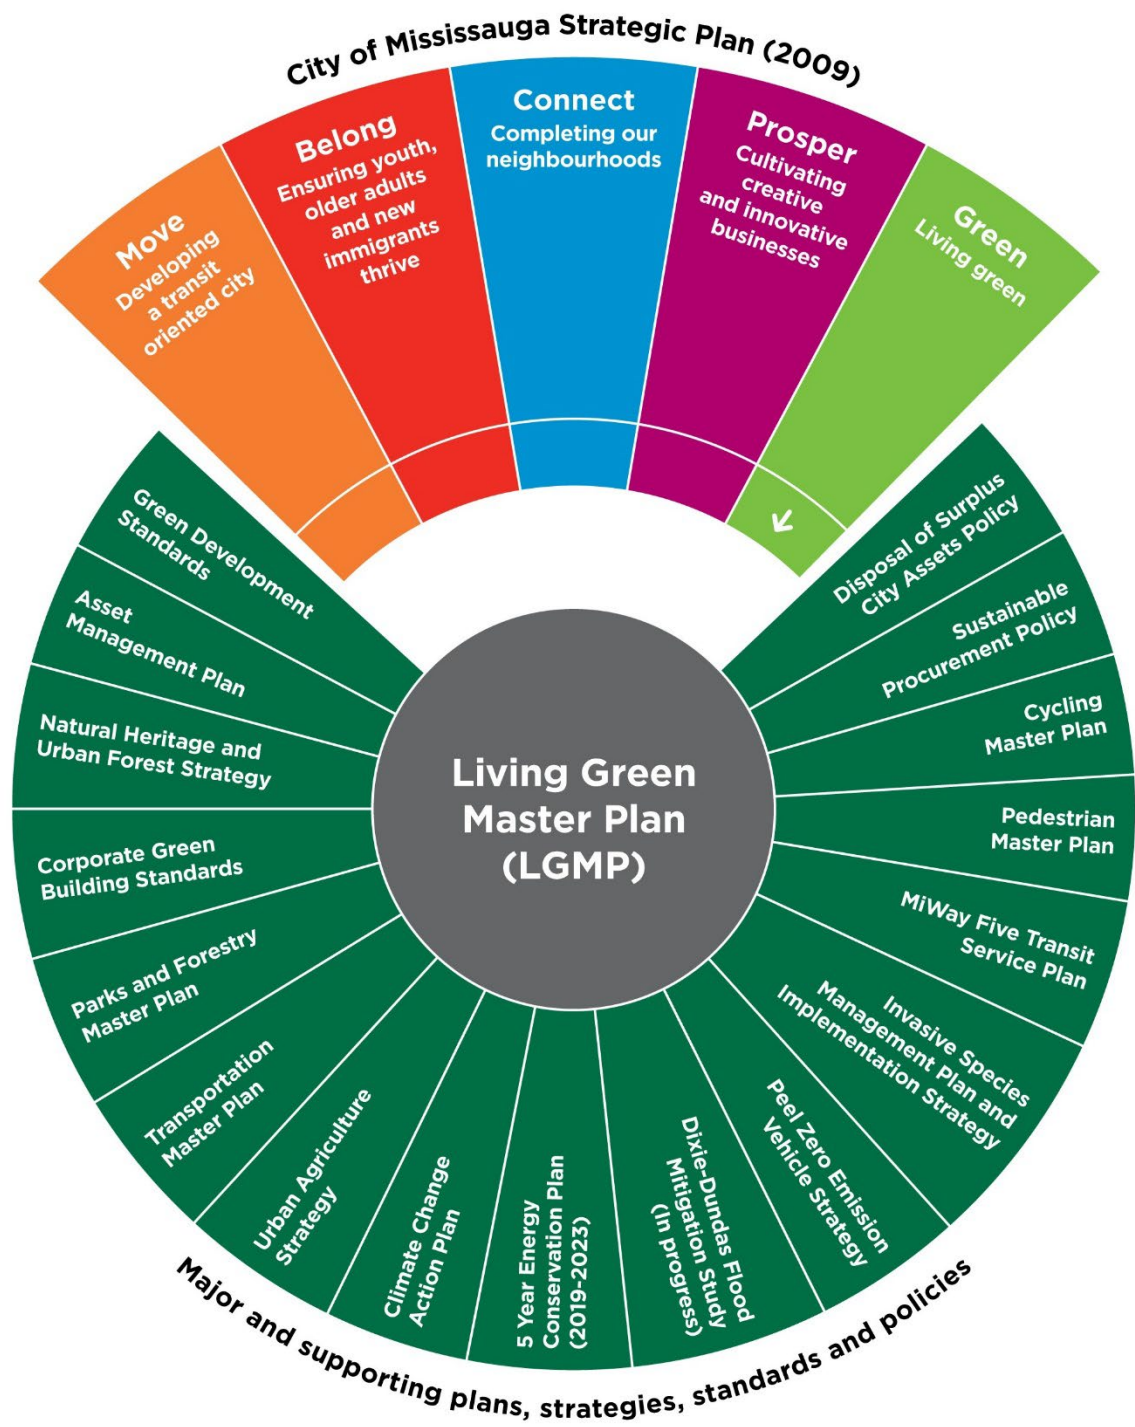 City of Mississauga Strategic Plan (2009)
Move
Developing
a transit
oriented city
Belong
Ensuring youth,
older adults
and new
immigrants
thrive
Connect
Completing our
neighbourhoods
Prosper
Cultivating
creative
and innovative
businesses
Green
Living green
Living Green
Master Plan
(LGMP)
Green Development
Standards
Asset
Management Plan
Natural Heritage and
Urban Forest Strategy
Corporate Green
Building Standards
Parks and Forestry
Master Plan
Transportation
Master Plan
Urban Agriculture
Strategy
Climate Change
Action Plan
5 Year Energy
Conservation Plan
(2019-2023)
Dixie-Dundas Flood
Mitigation Study
(In progress)
Peel Zero Emission
Vehicle Strategy
Invasive Species
Management Plan and
Implementation Strategy
MiWay Five Transit
Service Plan
Pedestrian
Master Plan
Cycling
Master Plan
Sustainable
Procurement Policy
Disposal of Surplus
City Assets Policy
Major and supporting plans, strategies, standards and policies